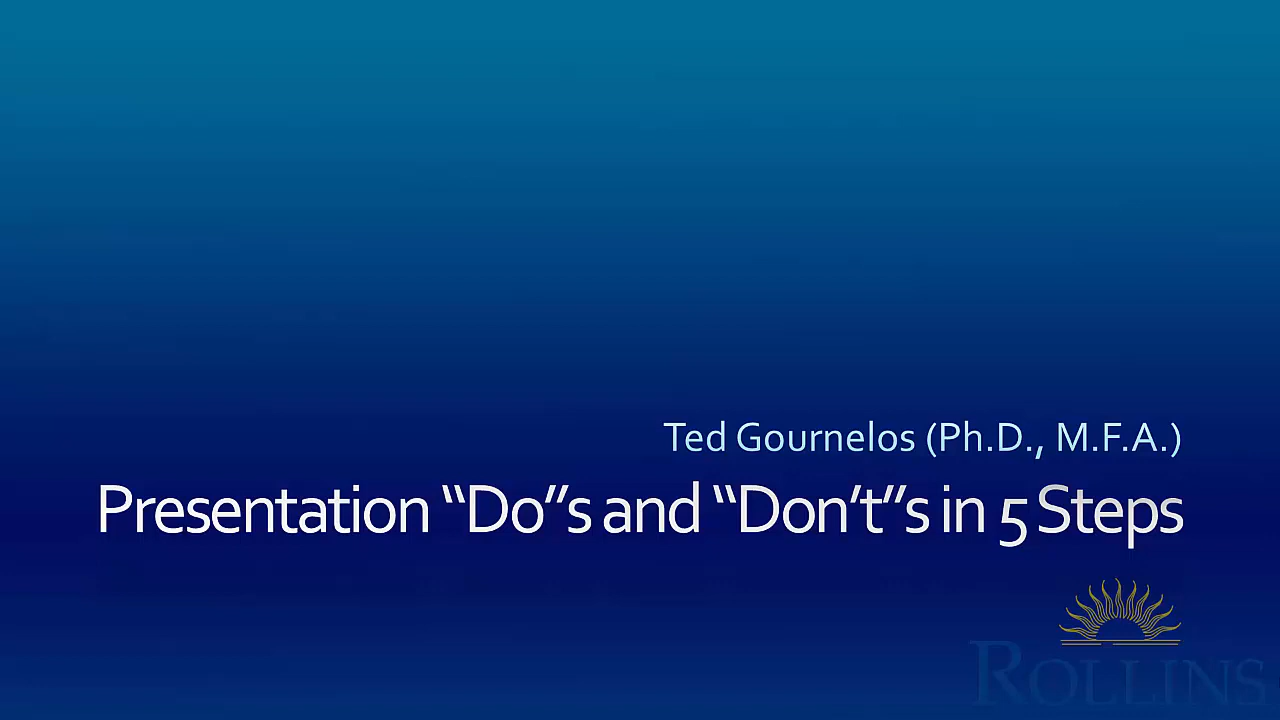 Ted Gournelos (Ph.D., M.F.A.)
Presentation “Do”s and “Don’t”s in 5 Steps
ROLLINS